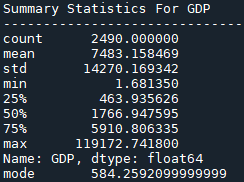 Summary Statistics For GDP
------------------------------
count      2490.000000
mean       7483.158469
std       14270.169342
min           1.681350
25%         463.935626
50%        1766.947595
75%        5910.806335
max      119172.741800
Name: GDP, dtype: float64
mode      584.2592099999999